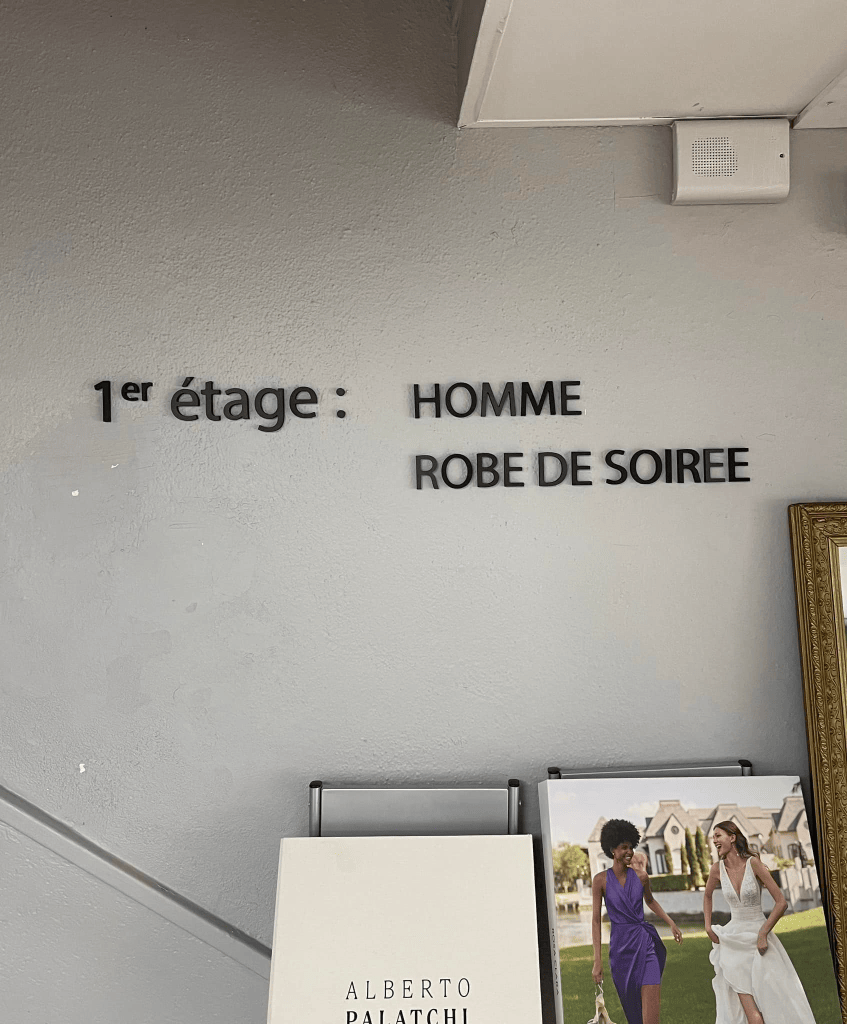 1er étage : HOMME
ROBE DE SOIREE
ALBERTO
PALATCHI